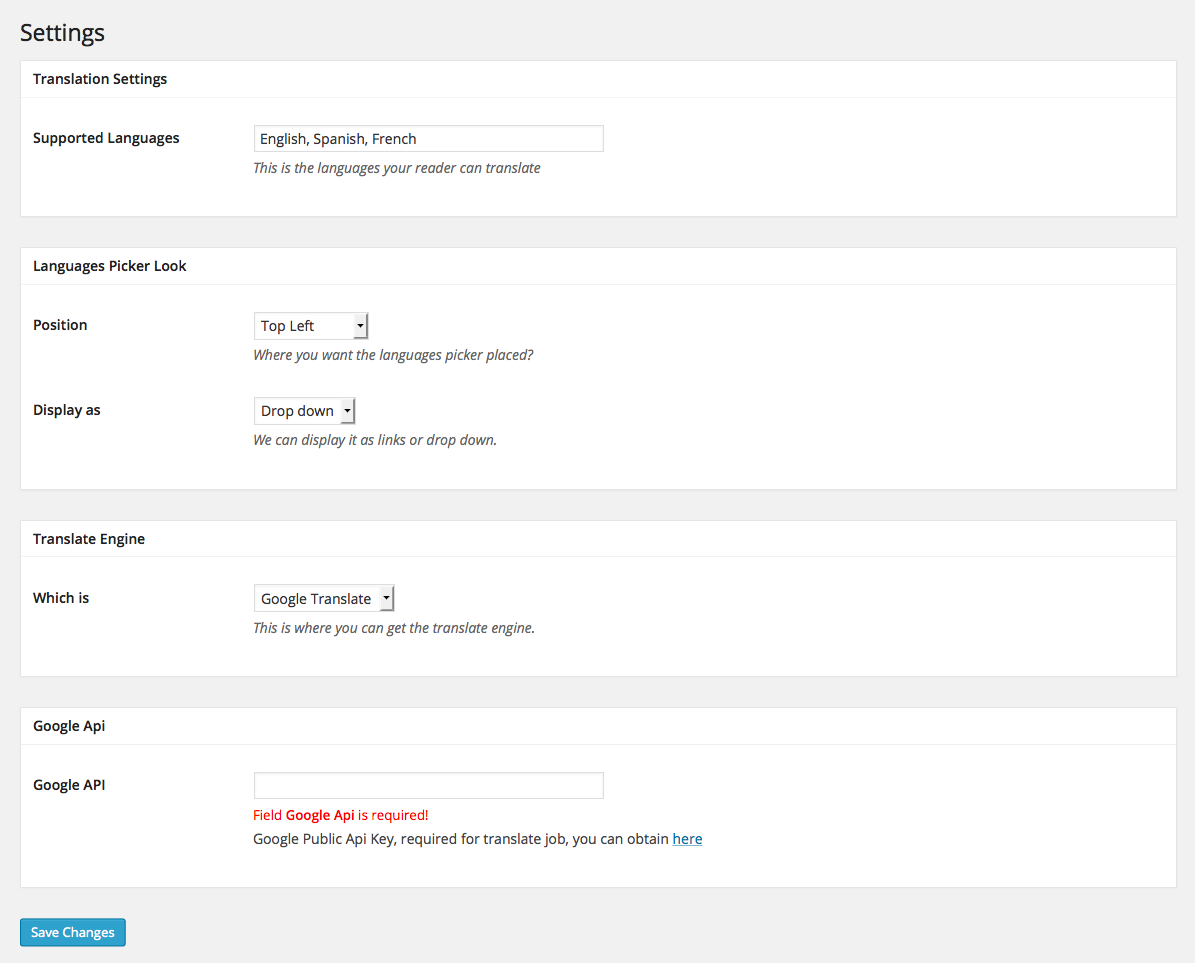 Settings
Translation Settings
Supported Languages
English, Spanish, French
This is the languages your reader can translate
Languages Picker Look
Position
Top Left
Where you want the languages picker placed?
Display as
Drop down
We can display it as links or drop down.
Translate Engine
Which is
Google Translate
This is where you can get the translate engine.
Google Api
Google API
Field Google Api is required!
Google Public Api Key, required for translate job, you can obtain here
Save Changes